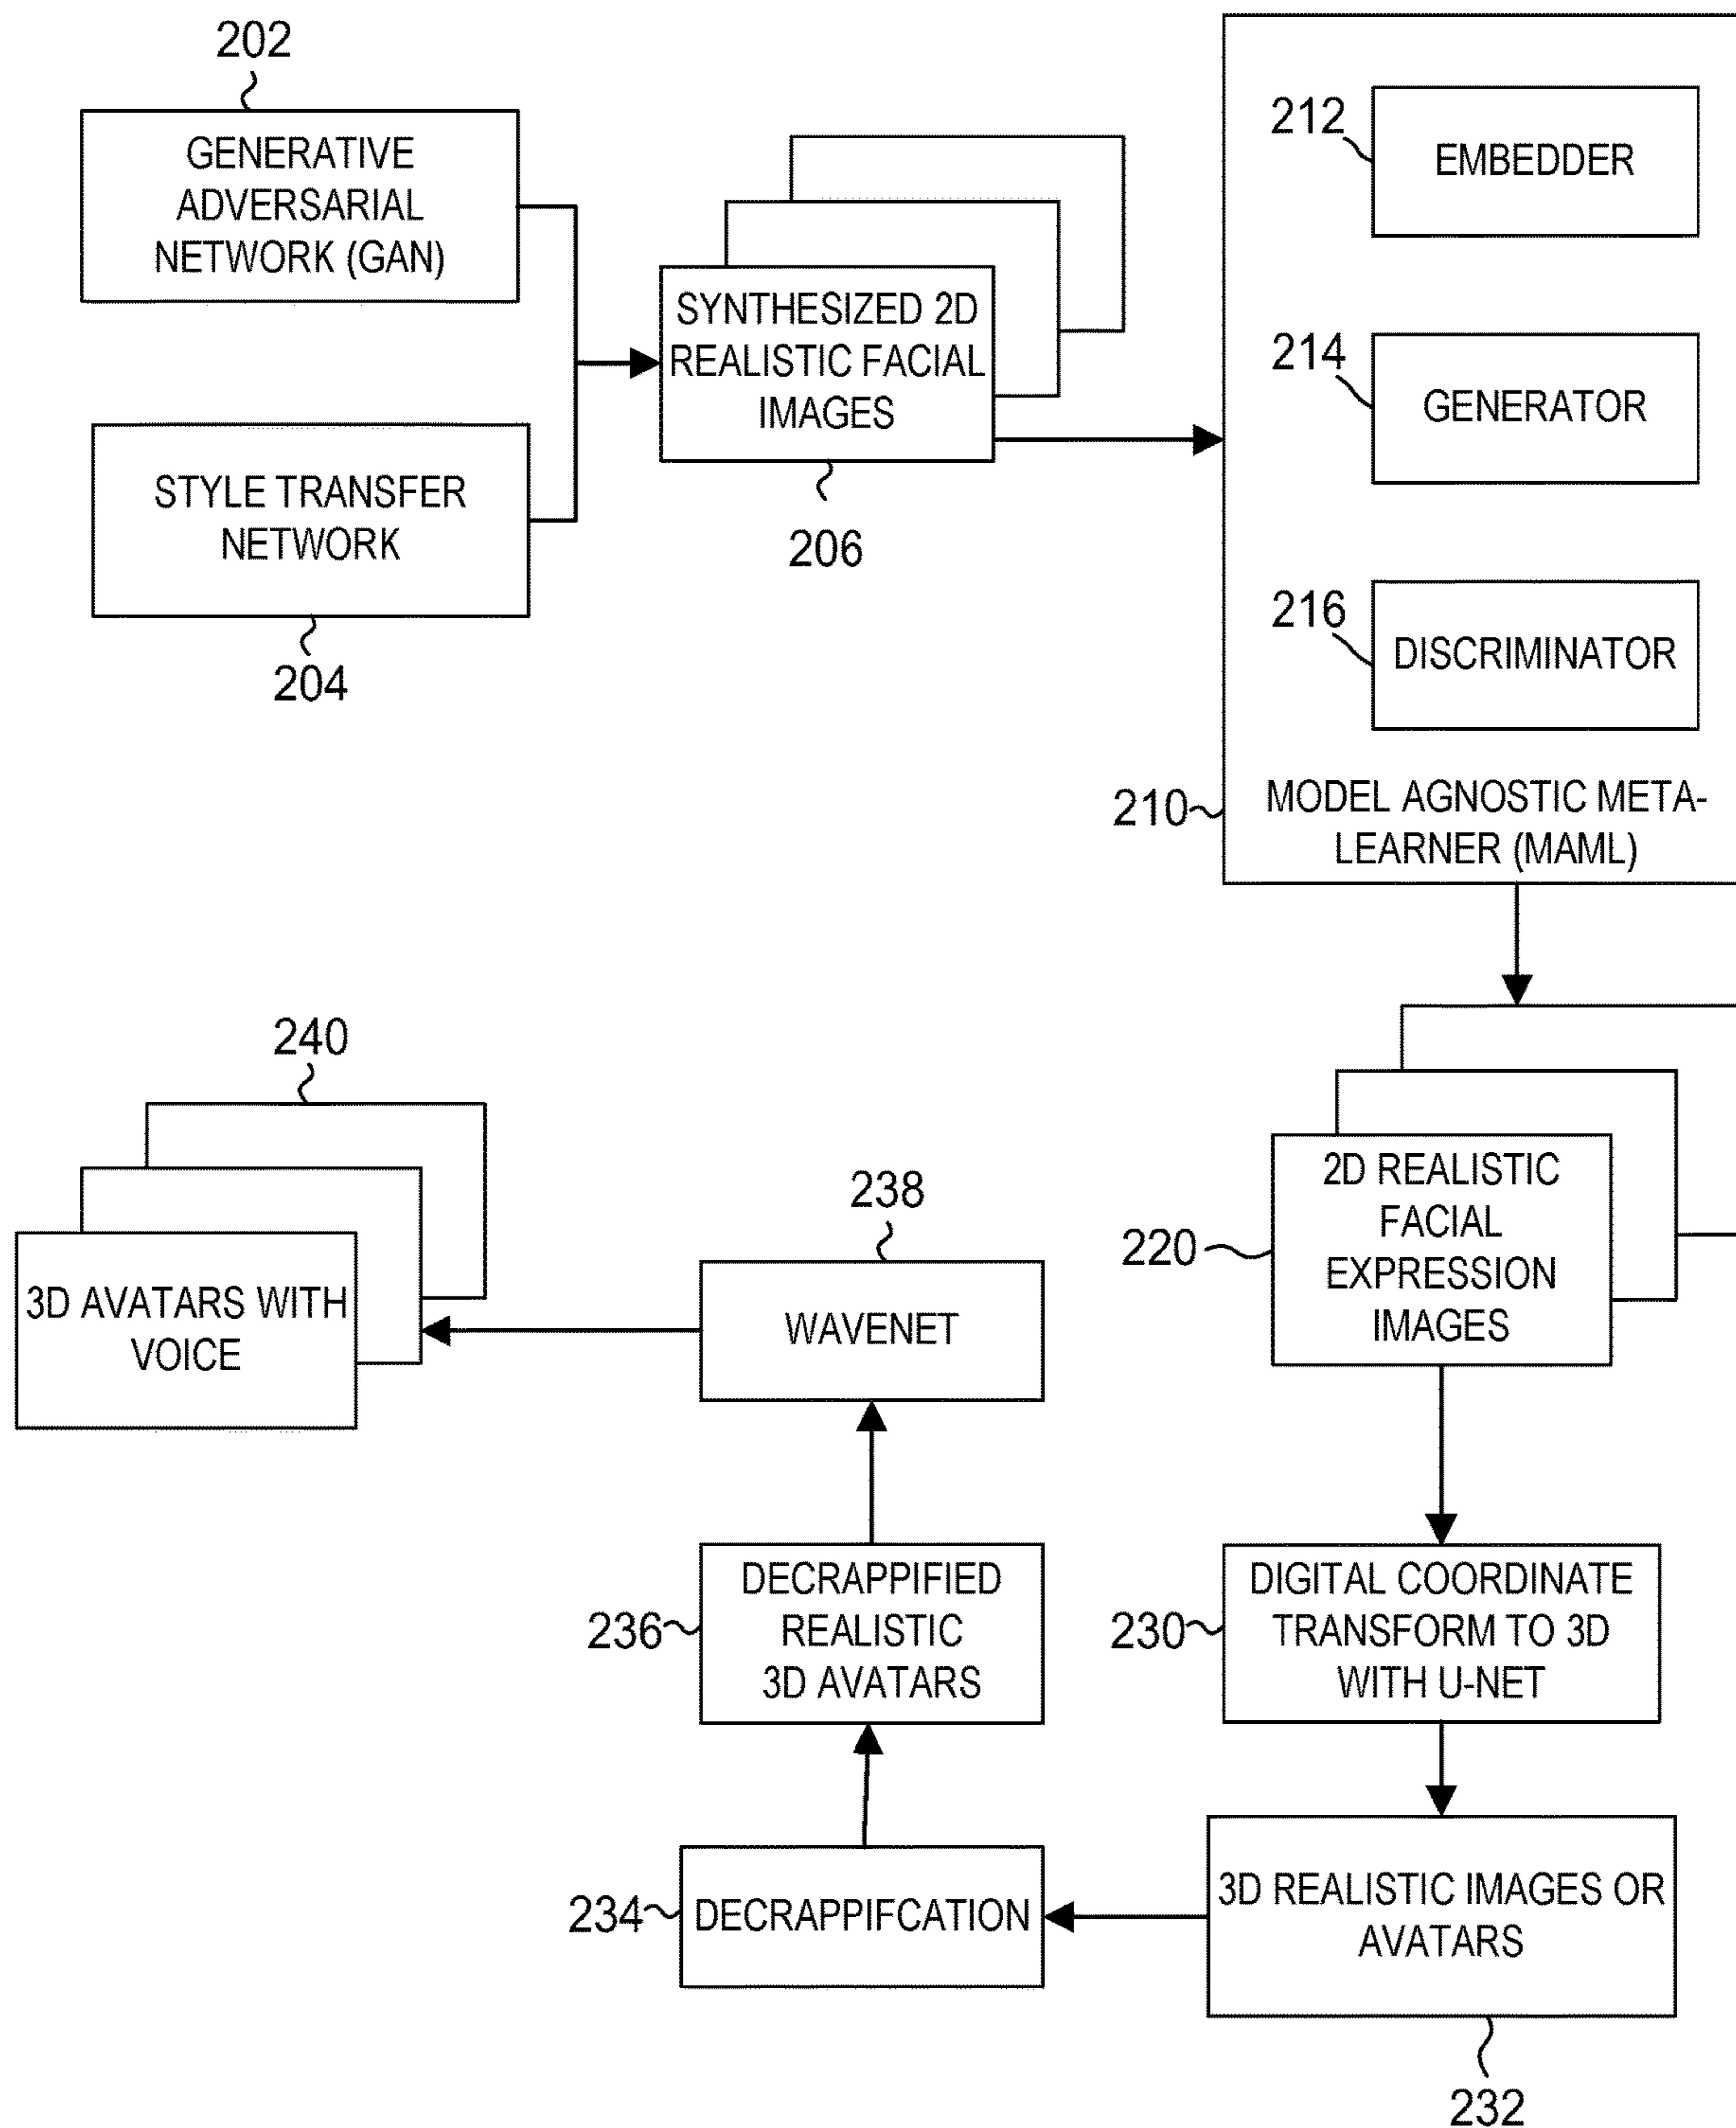 202
GENERATIVE
ADVERSARIAL
NETWORK (GAN)
STYLE TRANSFER
NETWORK
204
SYNTHESIZED 2D
REALISTIC FACIAL
IMAGES
206
212
EMBEDDER
214
GENERATOR
216
DISCRIMINATOR
210
MODEL AGNOSTIC META-
LEARNER (MAML)
220
2D REALISTIC
FACIAL
EXPRESSION
IMAGES
230
DIGITAL COORDINATE
TRANSFORM TO 3D
WITH U-NET
3D REALISTIC IMAGES OR
AVATARS
232
234
DECRAPPIFCATION
236
DECRAPPIFIED
REALISTIC
3D AVATARS
238
WAVENET
240
3D AVATARS WITH
VOICE